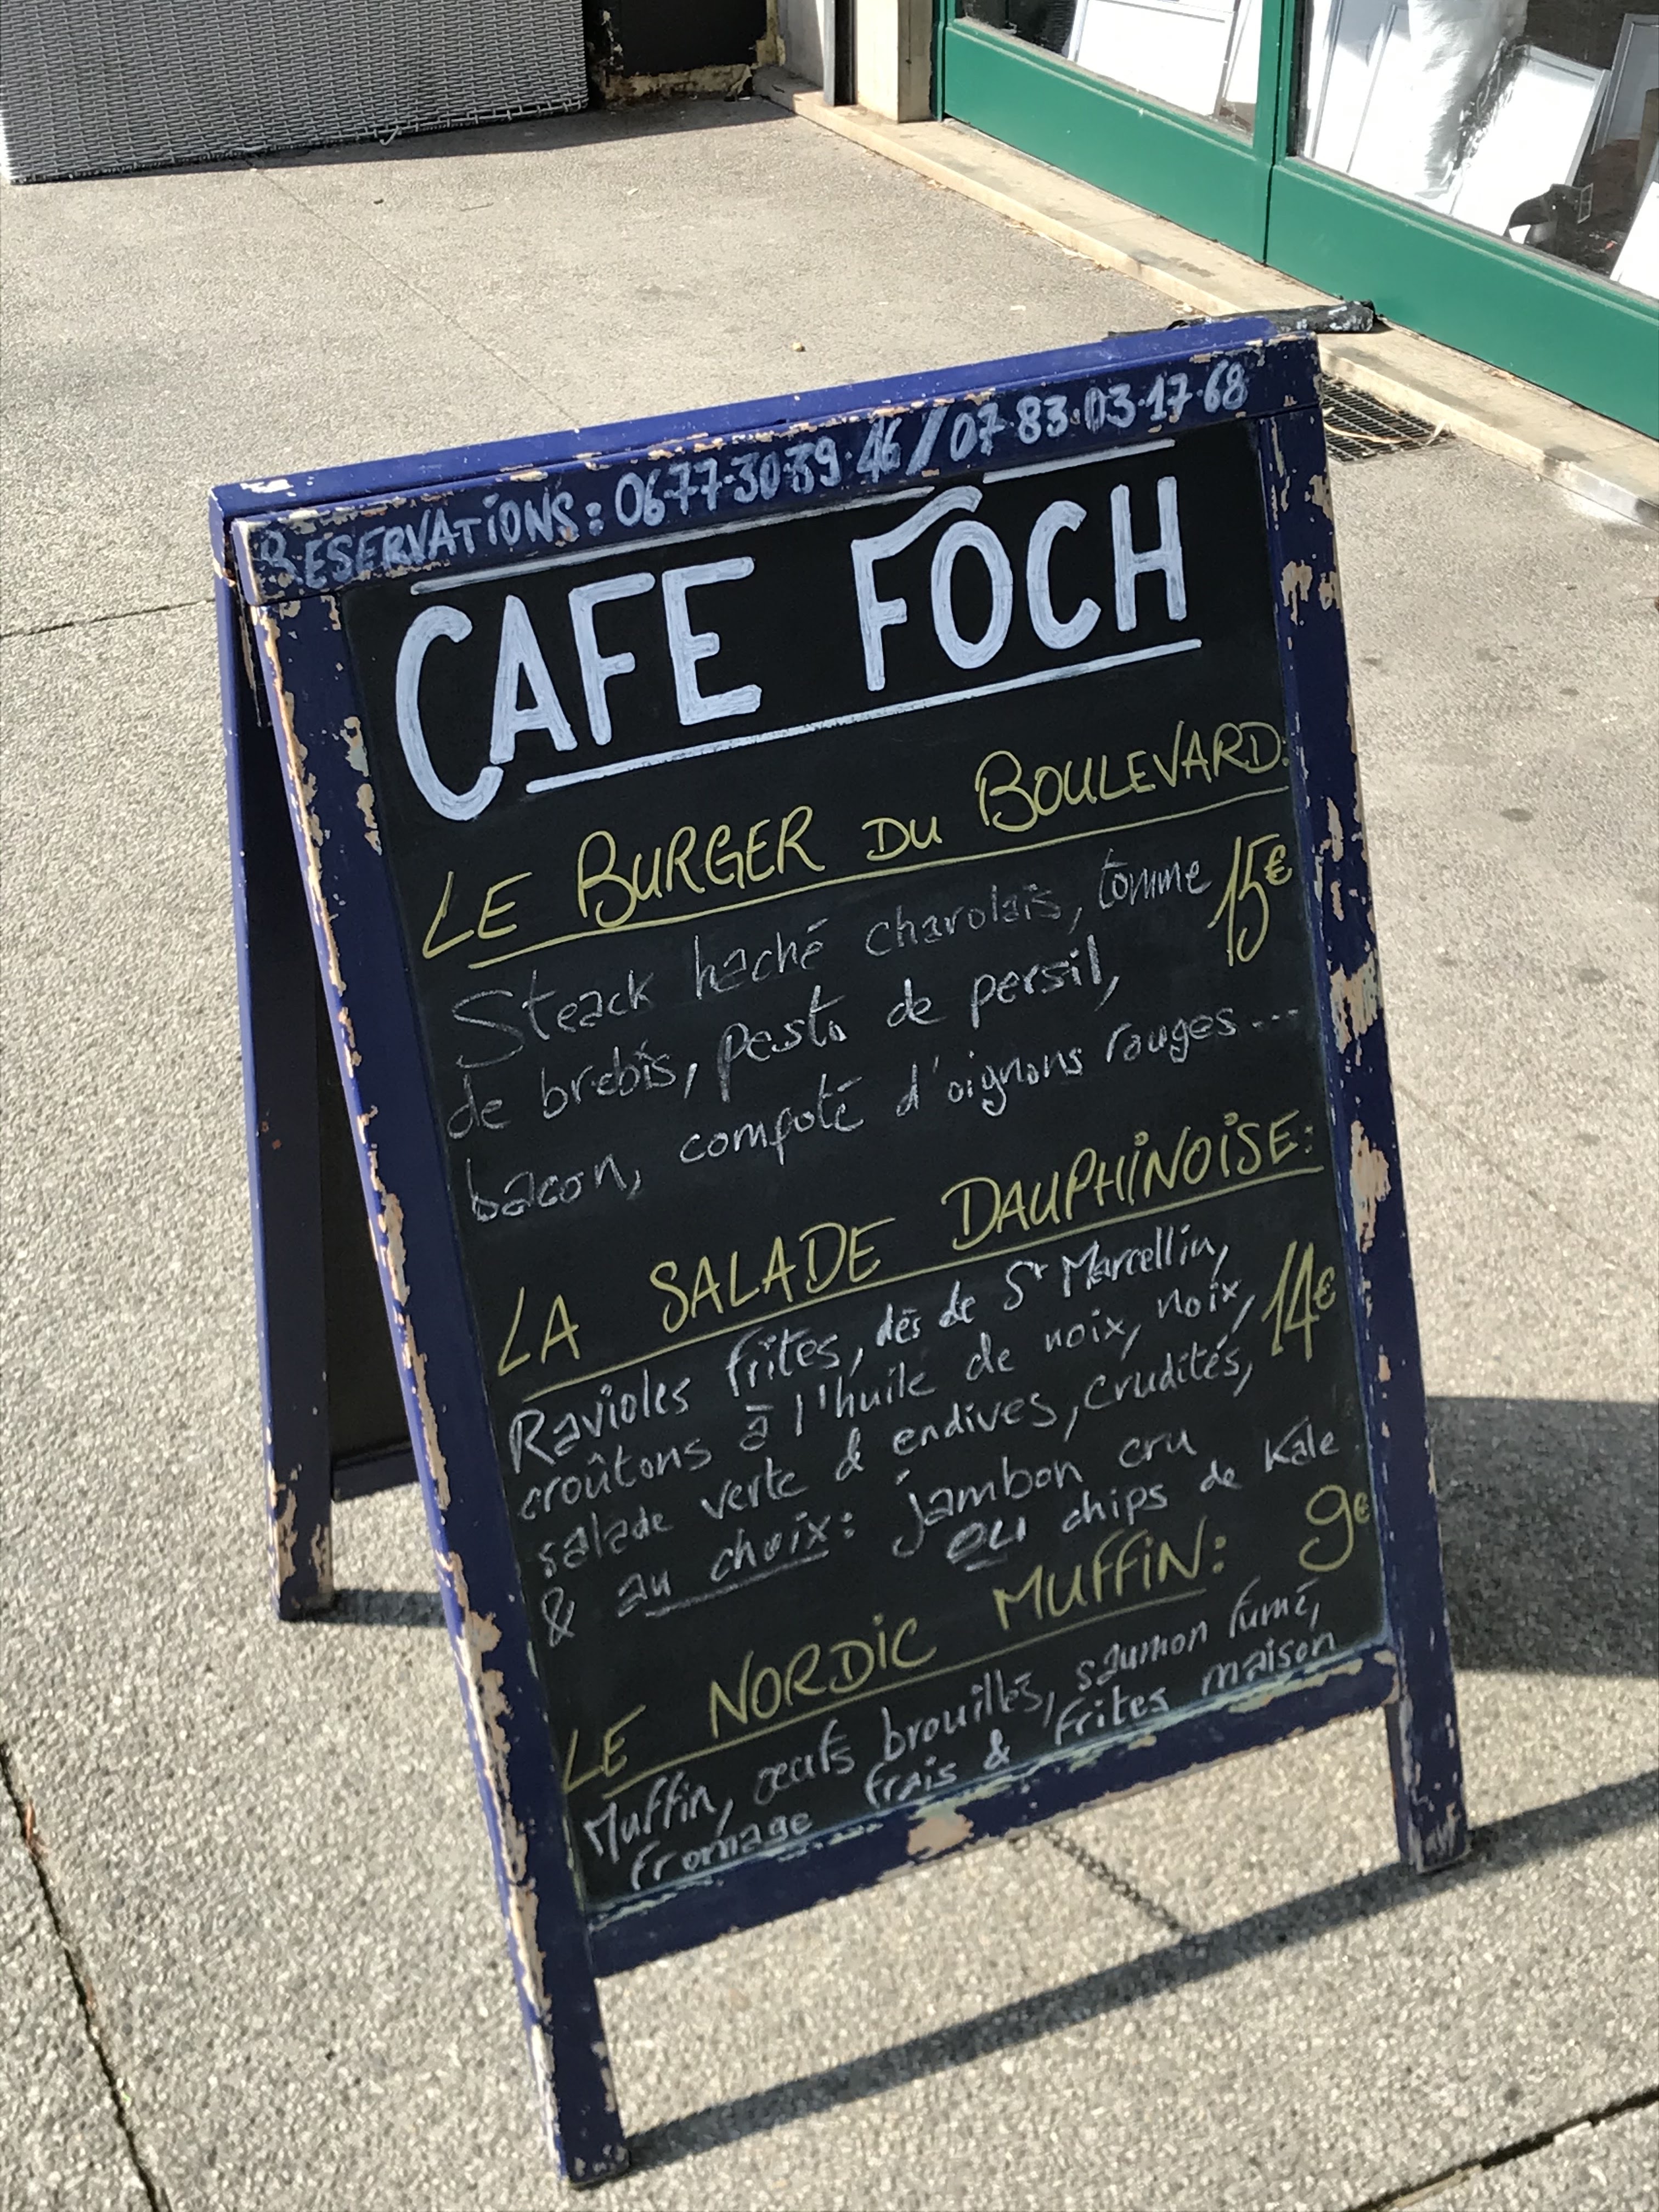 RESERVATIONS: 06·77·30·39·46/07·83·03·17·68
CAFE FOCH
LE BURGER DU BOULEVARD:
Steack haché charolais, tomme 15€
de brebis, pesto de persil,
bacon, compoté d'oignons rouges...
LA SALADE DAUPHINOISE:
Ravioles frites, dés de St Marcellin, 14€
croûtons à l'huile de noix, noix,
salade verte & endives, crudités,
& au choix: jambon cru
OU chips de Kale
LE NORDIC MUFFIN: 9€
Muffin, œufs brouillés, saumon fumé,
fromage frais & frites maison